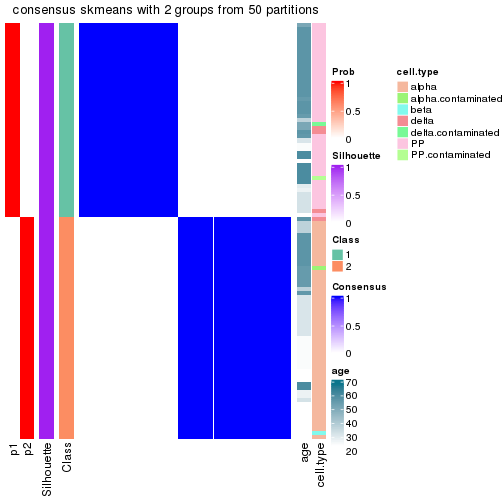 consensus skmeans with 2 groups from 50 partitions
p1
p2
Silhouette
Class
age
cell.type
Prob
1
0.5
0
Silhouette
1
0.5
0
Class
1
2
Consensus
1
0.5
0
age
70
60
50
40
30
20
cell.type
alpha
alpha.contaminated
beta
delta
delta.contaminated
PP
PP.contaminated